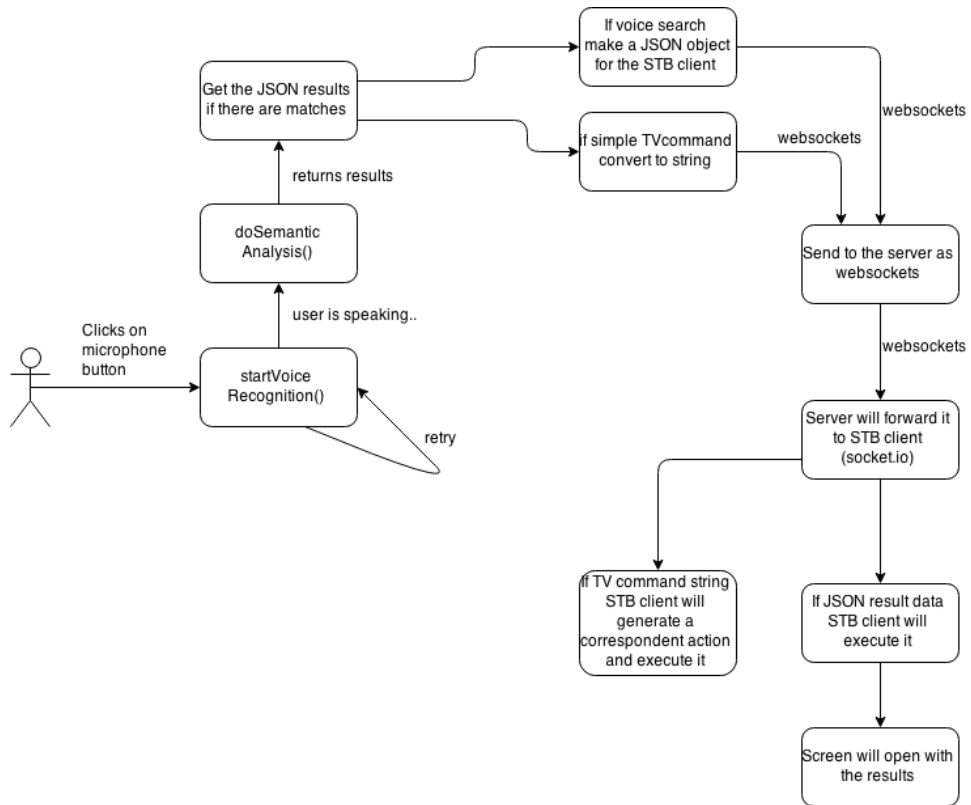 If voice search
make a JSON object
for the STB client
Get the JSON results
if there are matches
websockets
if simple TVcommand
convert to string
websockets
returns results
doSemantic
Analysis()
Send to the server as
websockets
user is speaking..
Clicks on
microphone
button
startVoice
Recognition()
retry
websockets
Server will forward it
to STB client
(socket.io)
If TV command string
STB client will
generate a
correspondent action
and execute it
If JSON result data
STB client will
execute it
Screen will open with
the results